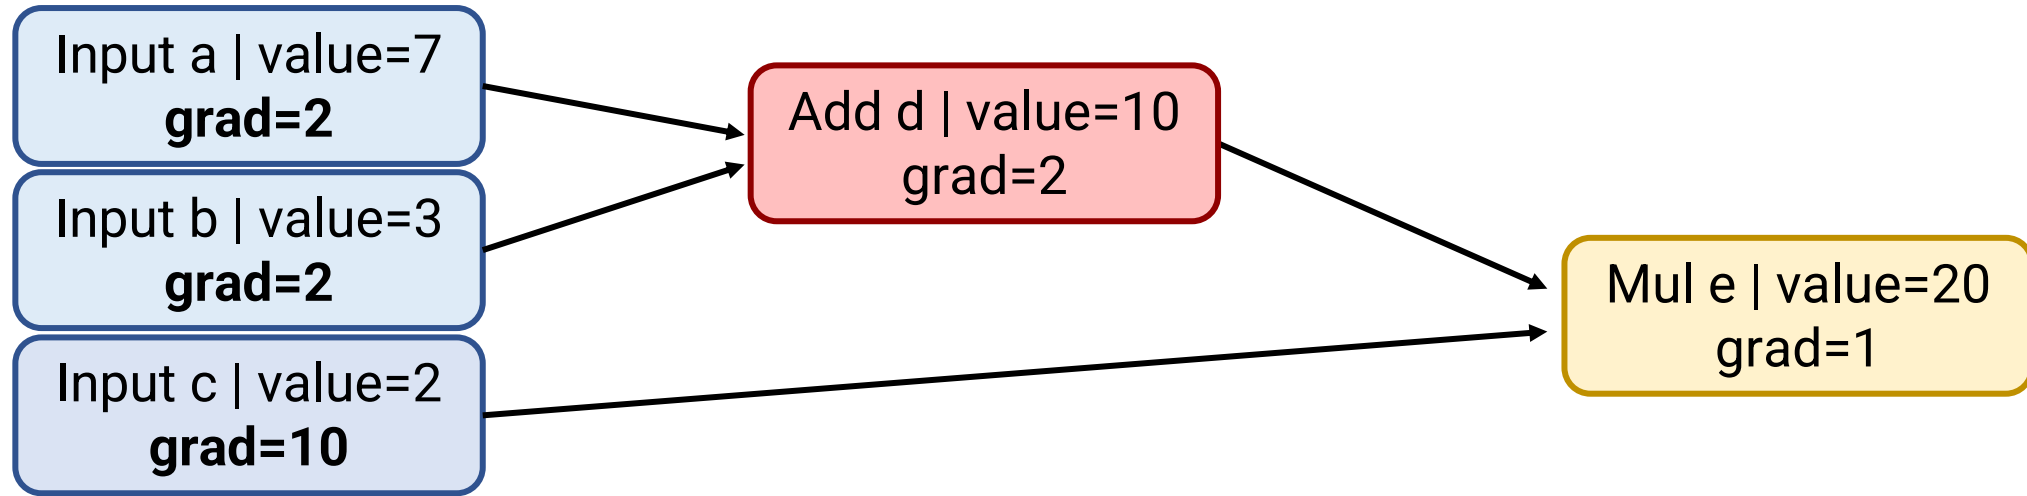 Input a | value=7
grad=2
Input b | value=3
grad=2
Input c | value=2
grad=10
Add d | value=10
grad=2
Mul e | value=20
grad=1